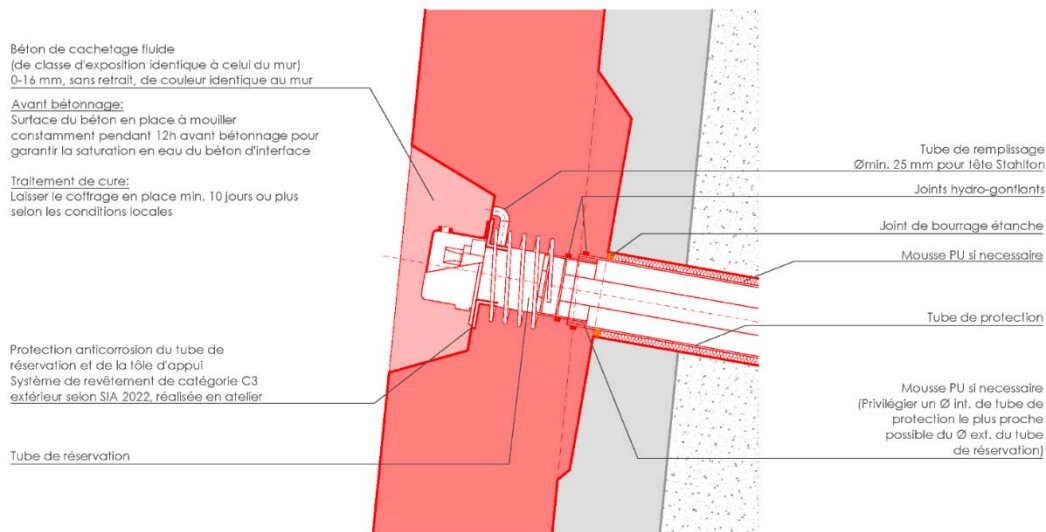 Béton de cachetage fluide
(de classe d'exposition identique à celui du mur)
0-16 mm, sans retrait, de couleur identique au mur
Avant bétonnage:
Surface du béton en place à mouiller
constamment pendant 12h avant bétonnage pour
garantir la saturation en eau du béton d'interface
Traitement de cure:
Laisser le coffrage en place min. 10 jours ou plus
selon les conditions locales
Protection anticorrosion du tube de
réservation et de la tôle d'appui
Système de revêtement de catégorie C3
extérieur selon SIA 2022, réalisée en atelier
Tube de réservation
Tube de remplissage
Ømin. 25 mm pour tête Stahlton
Joints hydro-gonflants
Joint de bourrage étanche
Mousse PU si necessaire
Tube de protection
Mousse PU si necessaire
(Privilégier un Ø int. de tube de
protection le plus proche
possible du Ø ext. du tube
de réservation)